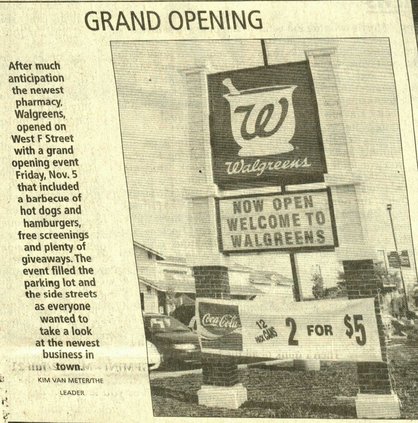 GRAND OPENING
After much
anticipation
the newest
pharmacy,
Walgreens,
opened on
West F Street
with a grand
opening event
Friday, Nov. 5
that included
a barbecue of
hot dogs and
hamburgers,
free screenings
and plenty of
giveaways. The
event filled the
parking lot and
the side streets
as everyone
wanted to
take a look
at the newest
business in
town.
KIM VAN METER/THE
LEADER
W
Walgreens
NOW OPEN
WELCOME TO
WALGREENS
Coca-Cola
12
PACK CANS
2 FOR $5